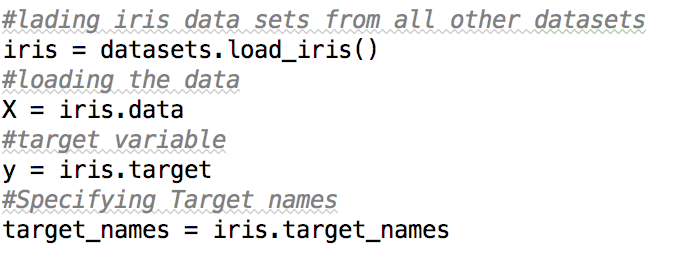 #lading iris data sets from all other datasets
iris = datasets.load_iris()
#loading the data
X = iris.data
#target variable
y = iris.target
#Specifying Target names
target_names = iris.target_names